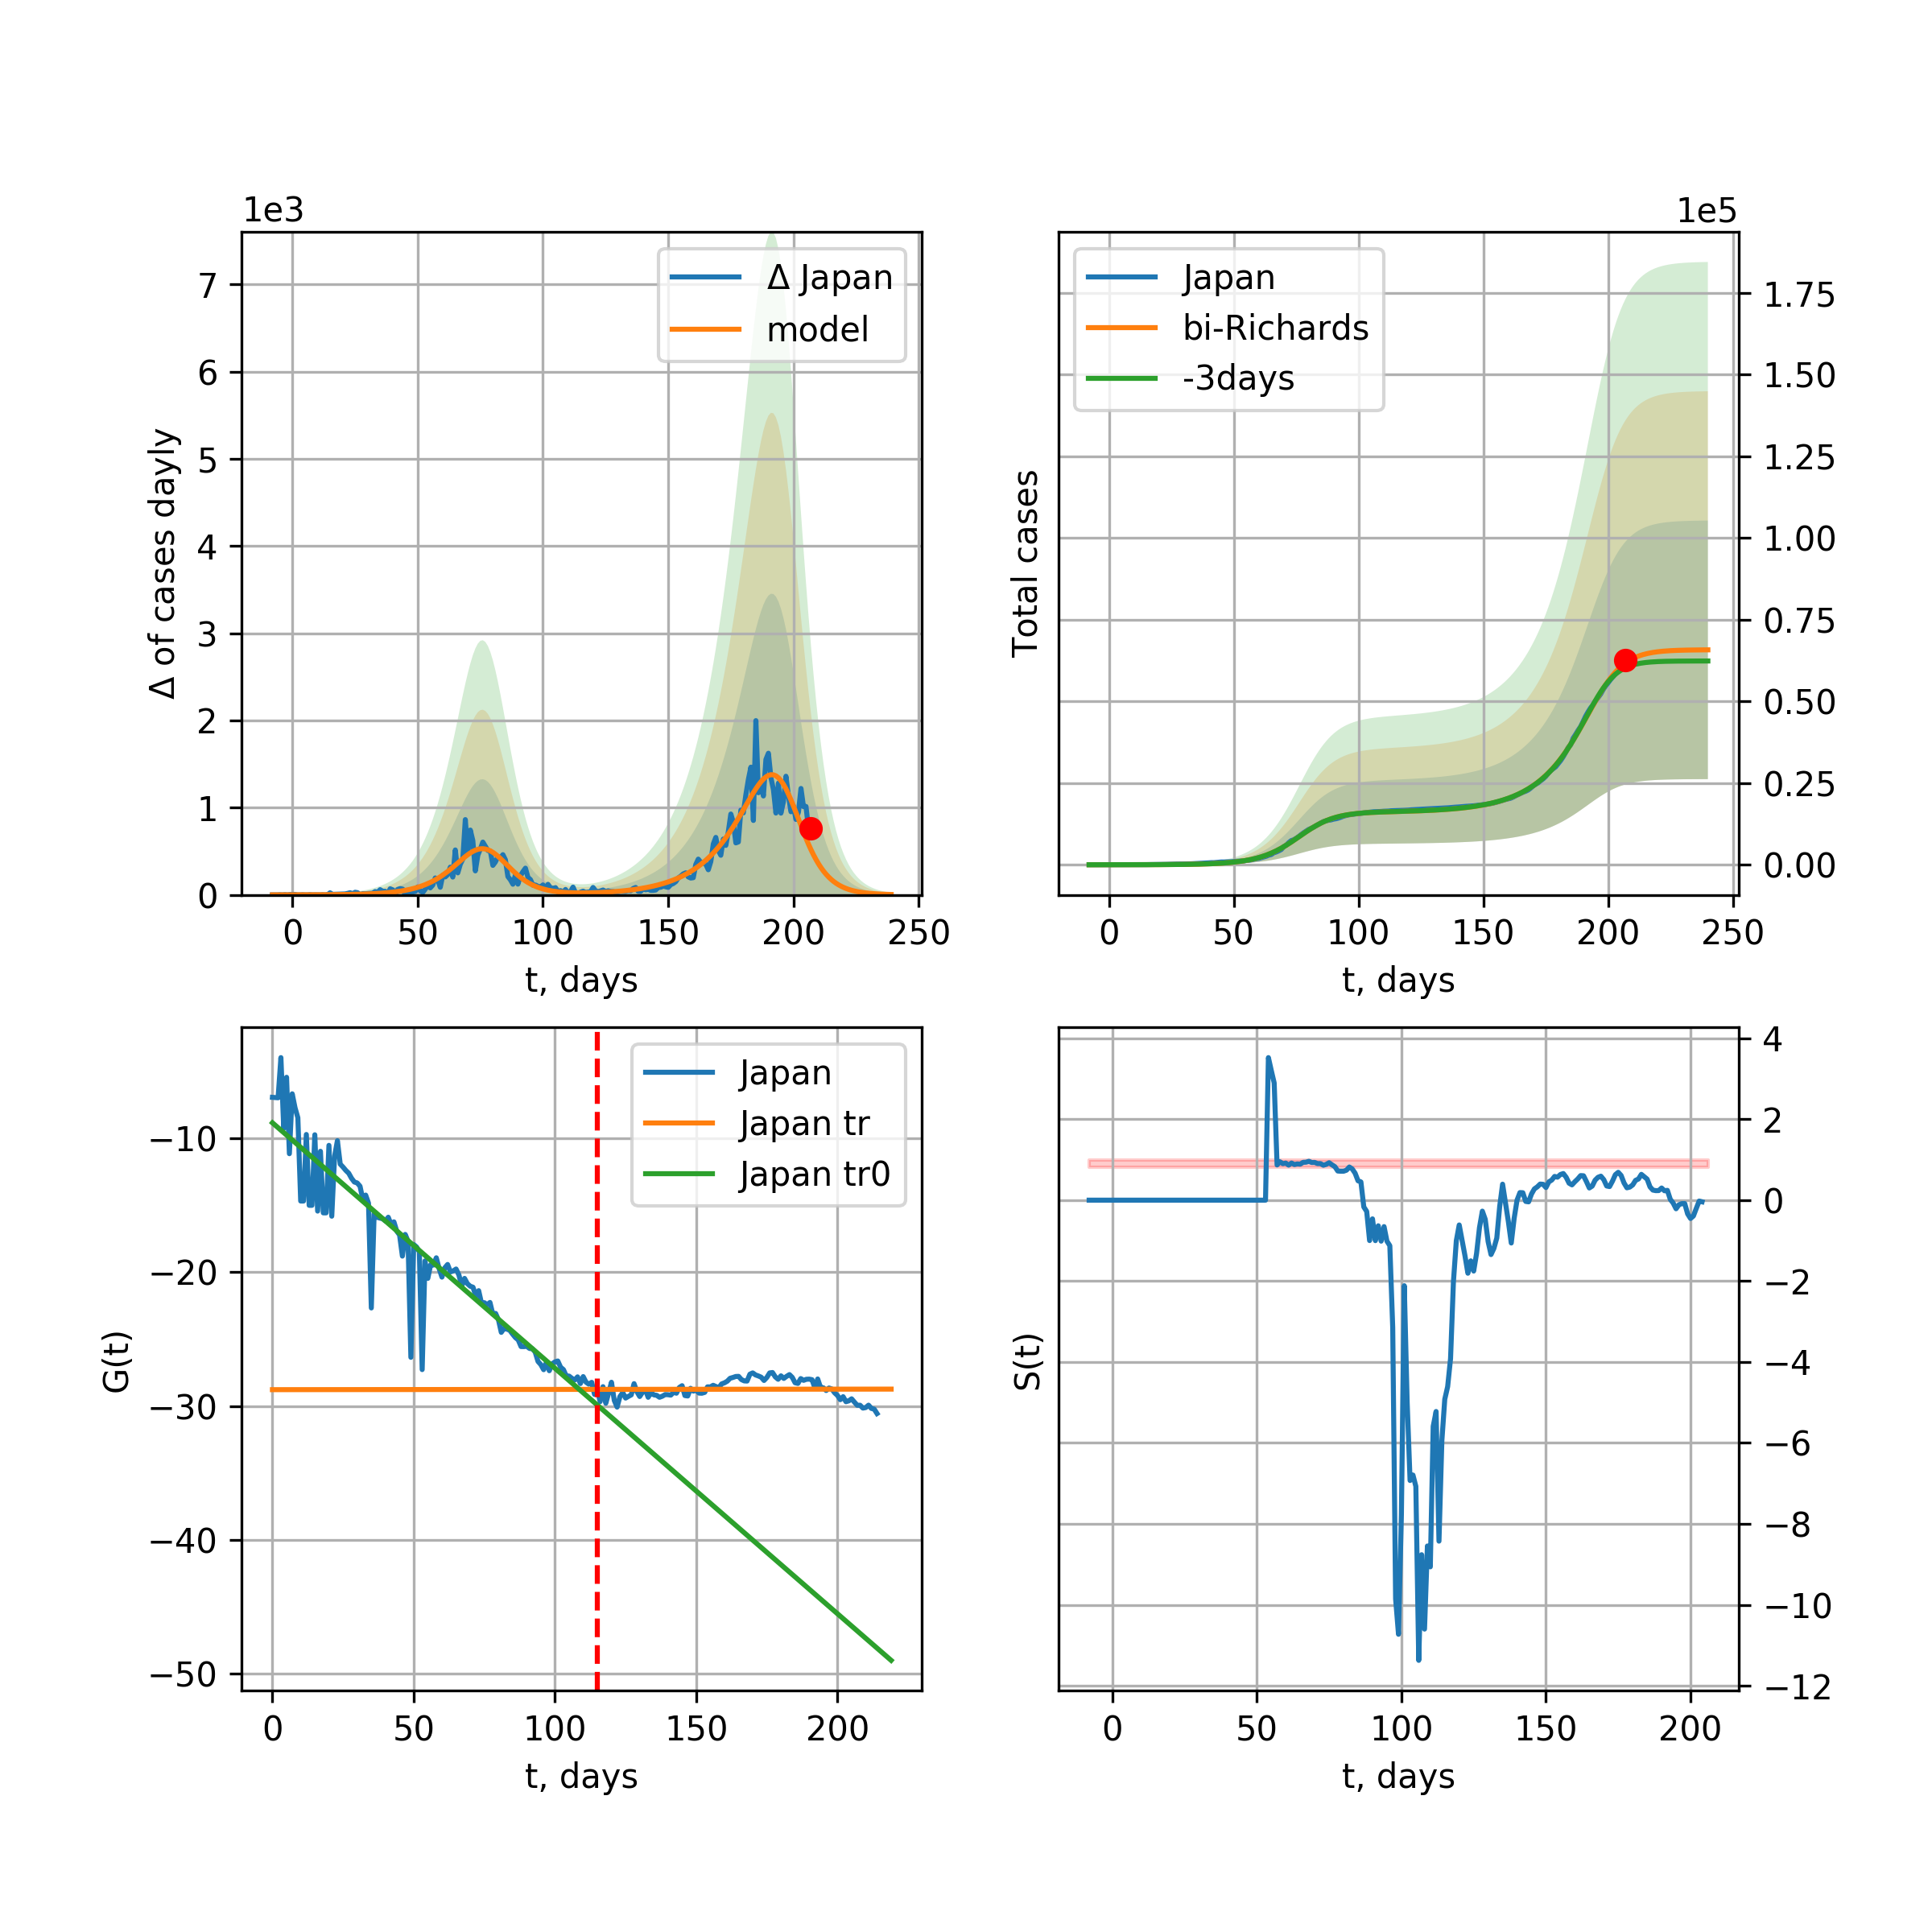 1e3
Δ Japan
model
7
6
5
4
3
2
1
0
Δ of cases dayly
0 50 100 150 200 250
t, days
1e5
Japan
bi-Richards
-3days
1.75
1.50
1.25
1.00
0.75
0.50
0.25
0.00
Total cases
0 50 100 150 200 250
t, days
Japan
Japan tr
Japan tr0
−10
−20
−30
−40
−50
G(t)
0 50 100 150 200
t, days
4
2
0
−2
−4
−6
−8
−10
−12
S(t)
0 50 100 150 200
t, days